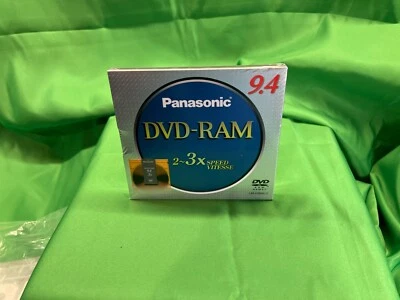 9.4
Panasonic
DVD-RAM
2~3x SPEED
VITESSE
DVD